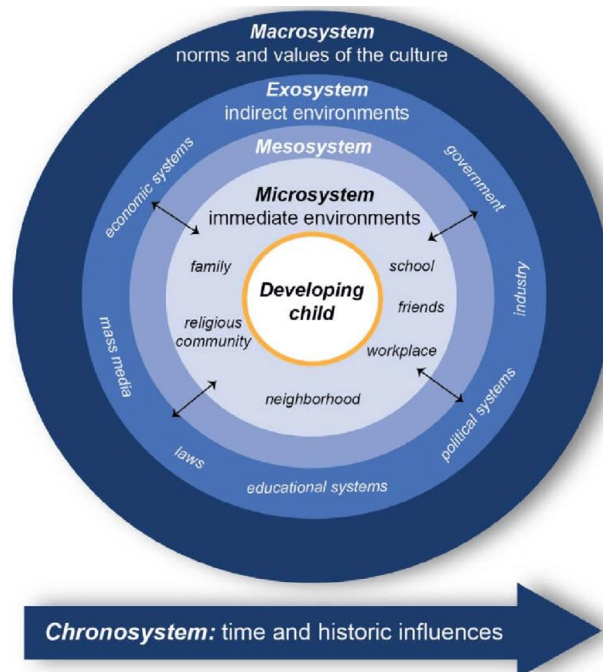 Macrosystem
norms and values of the culture
Exosystem
indirect environments
Mesosystem
economic systems
government
Microsystem
immediate environments
family
school
Developing
child
friends
industry
mass media
religious
community
workplace
neighborhood
laws
political systems
educational systems
Chronosystem: time and historic influences